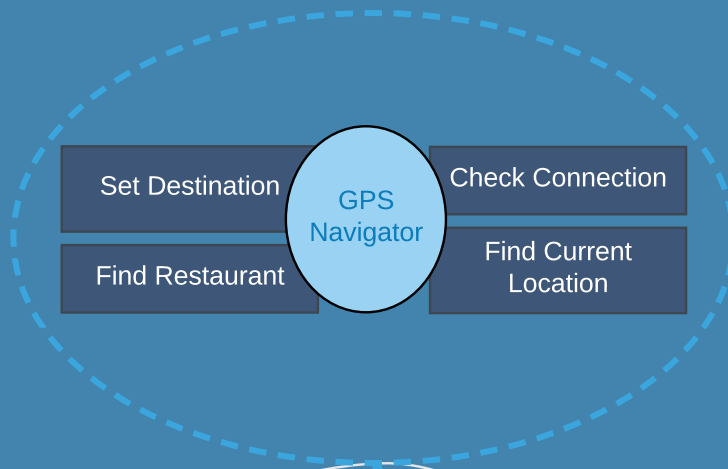 Set Destination
Find Restaurant
GPS
Navigator
Check Connection
Find Current
Location